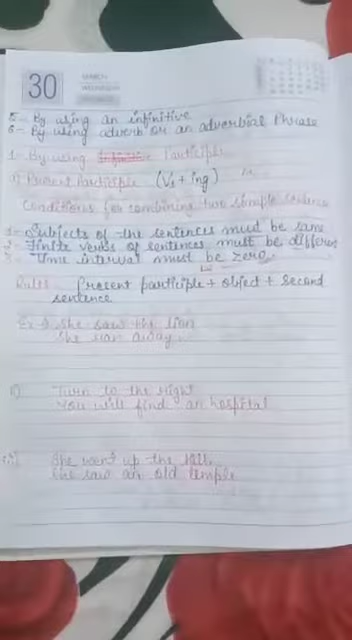 30
MARCH
WEDNESDAY
5- By using an infinitive
6- By using adverb or an adverbial Phrase
1- By using Participle
a) Present Participle (V1 + ing)
Conditions for combining two simple sentence
1- Subjects of the sentences must be same
2- Finite verbs of sentences must be different
3- Time interval must be zero
Rule- Present participle + object + second
sentence
Ex- She saw the lion
She ran away.
Turn to the right
You will find an hospital
She went up the hill.
She saw an old temple